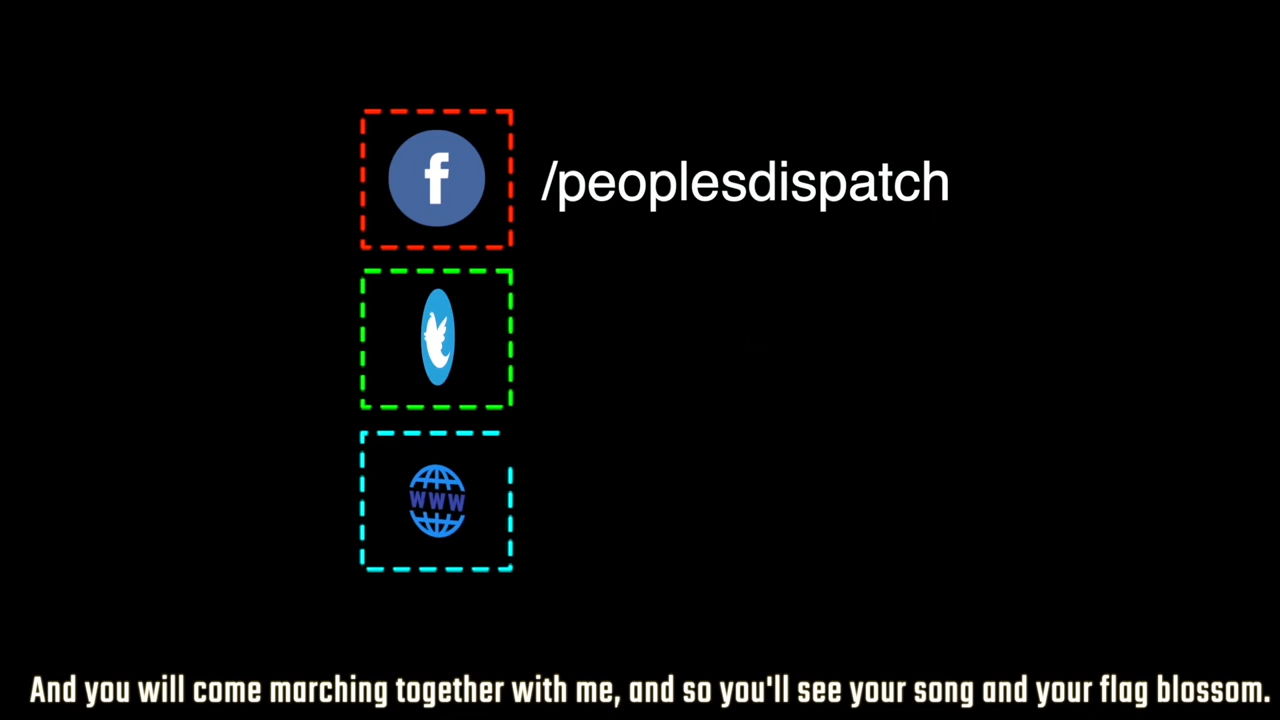 f
/peoplesdispatch
WWW
And you will come marching together with me, and so you'll see your song and your flag blossom.